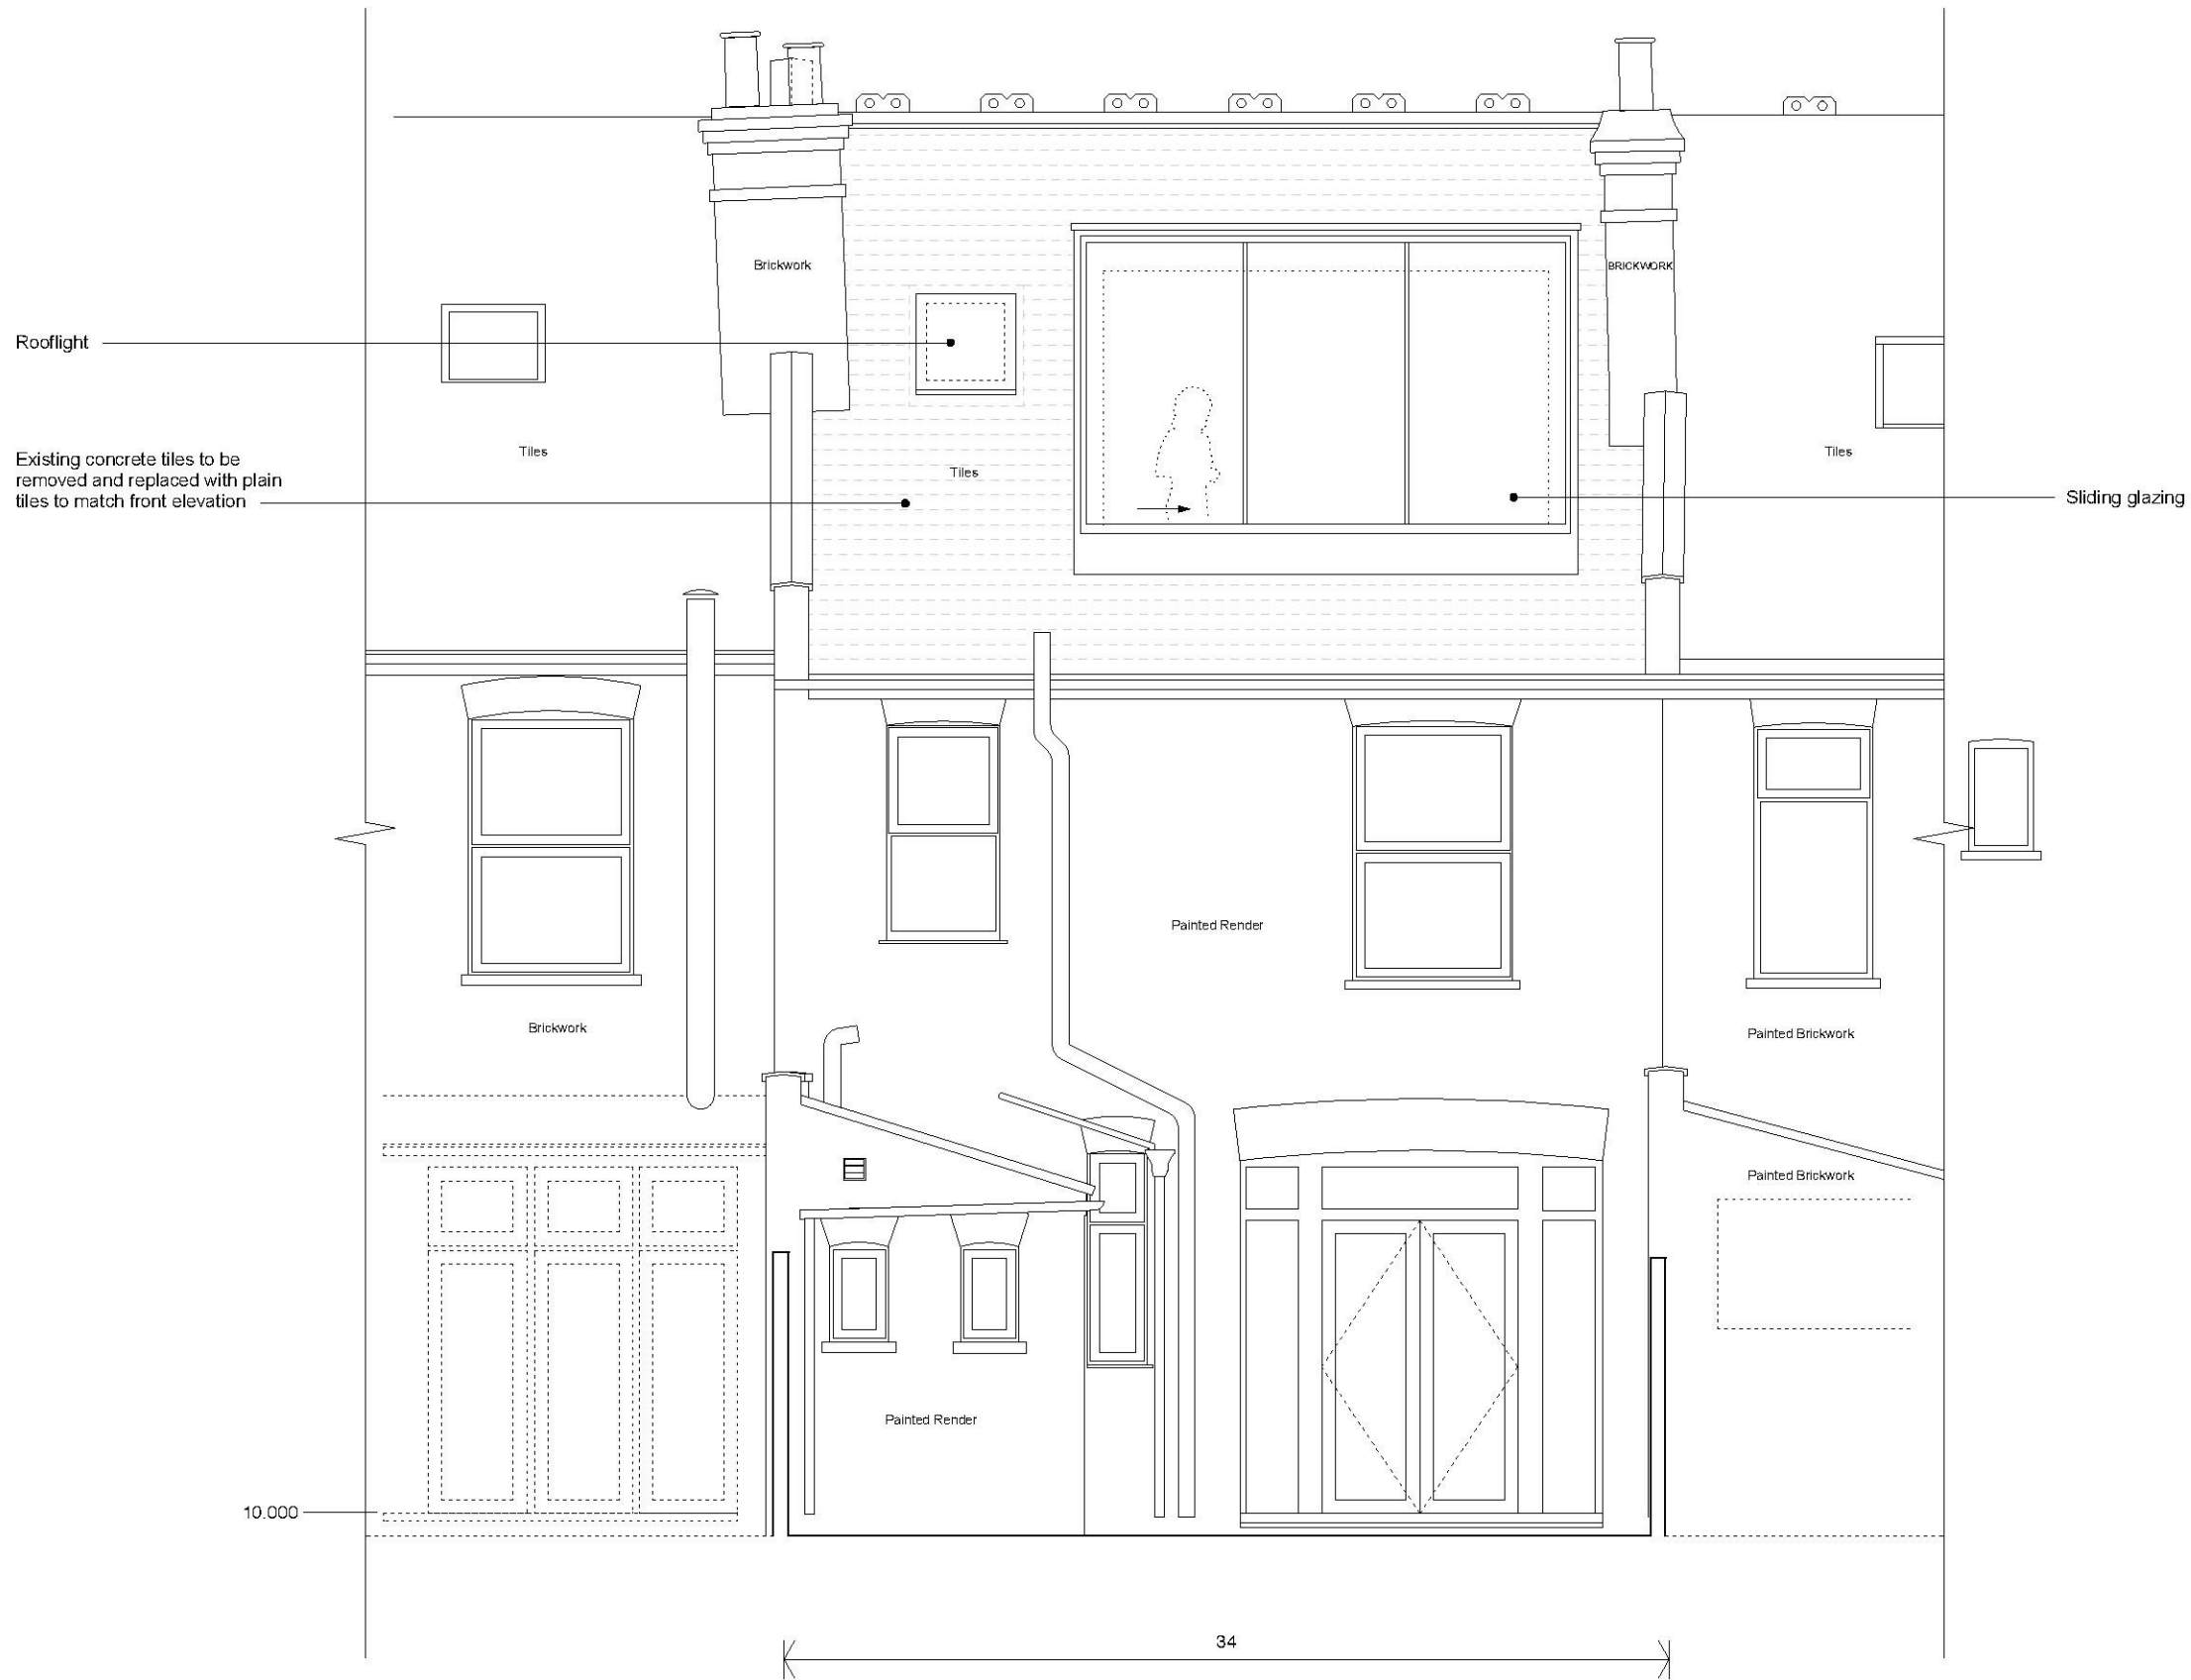 Brickwork
BRICKWORK
Rooflight
Tiles
Tiles
Existing concrete tiles to be
removed and replaced with plain
tiles to match front elevation
Tiles
Sliding glazing
Painted Render
Brickwork
Painted Brickwork
Painted Brickwork
Painted Render
10.000
34